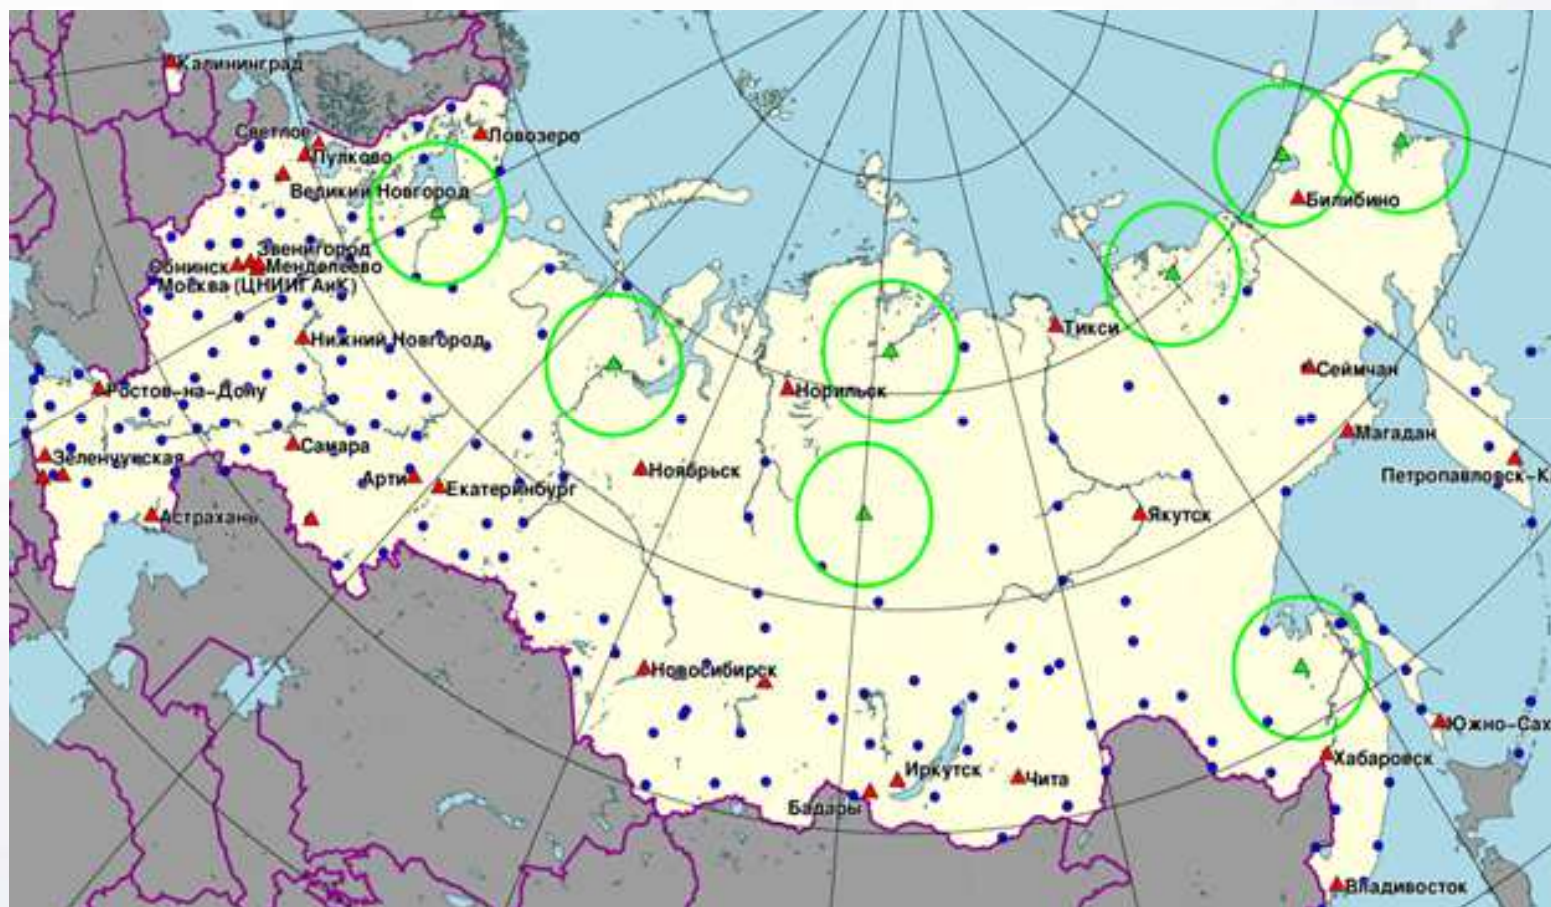 Калининград
Светлое
Пулково
Ловозеро
Великий Новгород
Звенигород
Обнинск
Менделеево
Москва (ЦНИИГАиК)
Билибино
Тикси
Нижний Новгород
Ростов-на-Дону
Норильск
Сеймчан
Самара
Магадан
Зеленчукская
Ноябрьск
Арти
Екатеринбург
Петропавловск-К
Астрахань
Якутск
Новосибирск
Южно-Сах
Хабаровск
Иркутск
Чита
Бадары
Владивосток